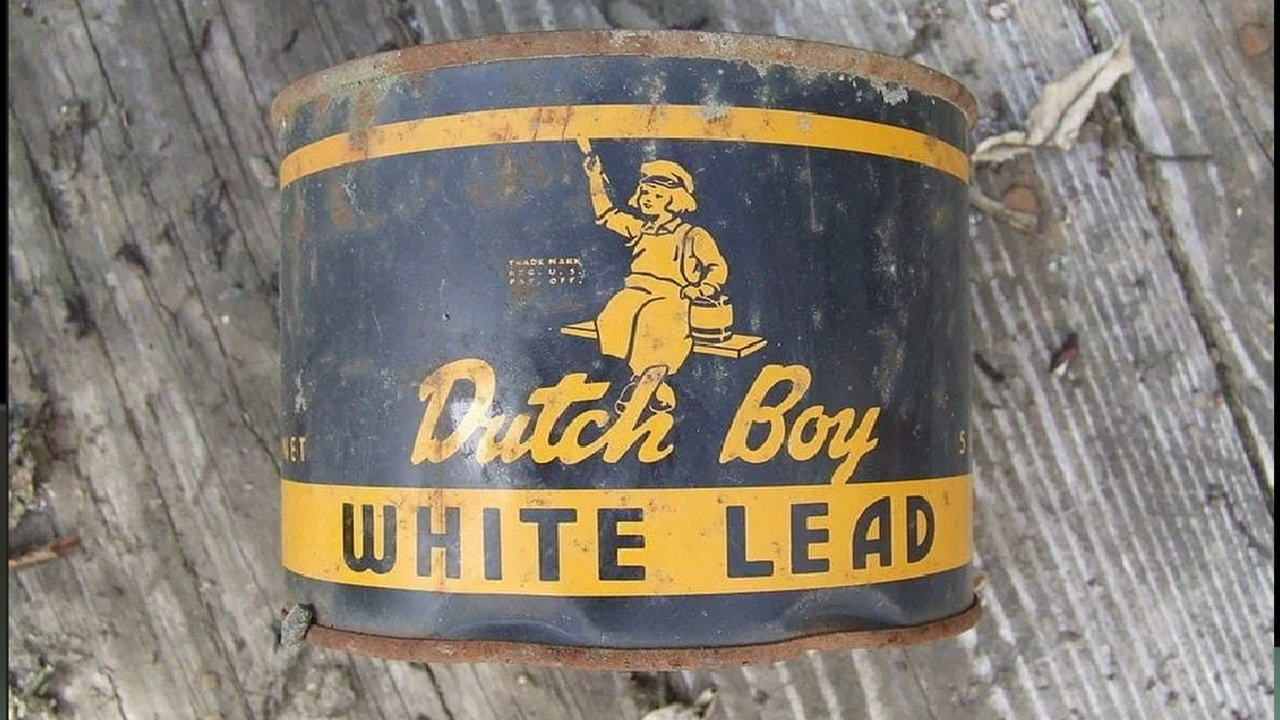 TRADE MARK
REG. U. S.
PAT. OFF.
Dutch Boy
NET
WHITE LEAD